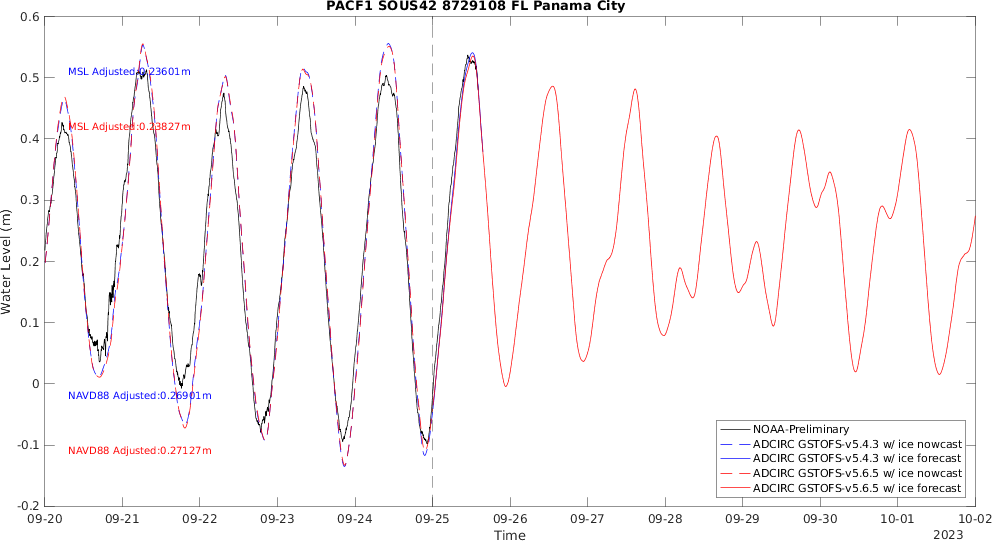 PACF1 SOUS42 8729108 FL Panama City
0.6
0.5
0.4
0.3
0.2
0.1
0
-0.1
-0.2
Water Level (m)
MSL Adjusted:0.23601m
MSL Adjusted:0.23827m
NAVD88 Adjusted:0.26901m
NAVD88 Adjusted:0.27127m
NOAA-Preliminary
ADCIRC GSTOFS-v5.4.3 w/ ice nowcast
ADCIRC GSTOFS-v5.4.3 w/ ice forecast
ADCIRC GSTOFS-v5.6.5 w/ ice nowcast
ADCIRC GSTOFS-v5.6.5 w/ ice forecast
09-20 09-21 09-22 09-23 09-24 09-25 09-26 09-27 09-28 09-29 09-30 10-01 10-02
Time
2023